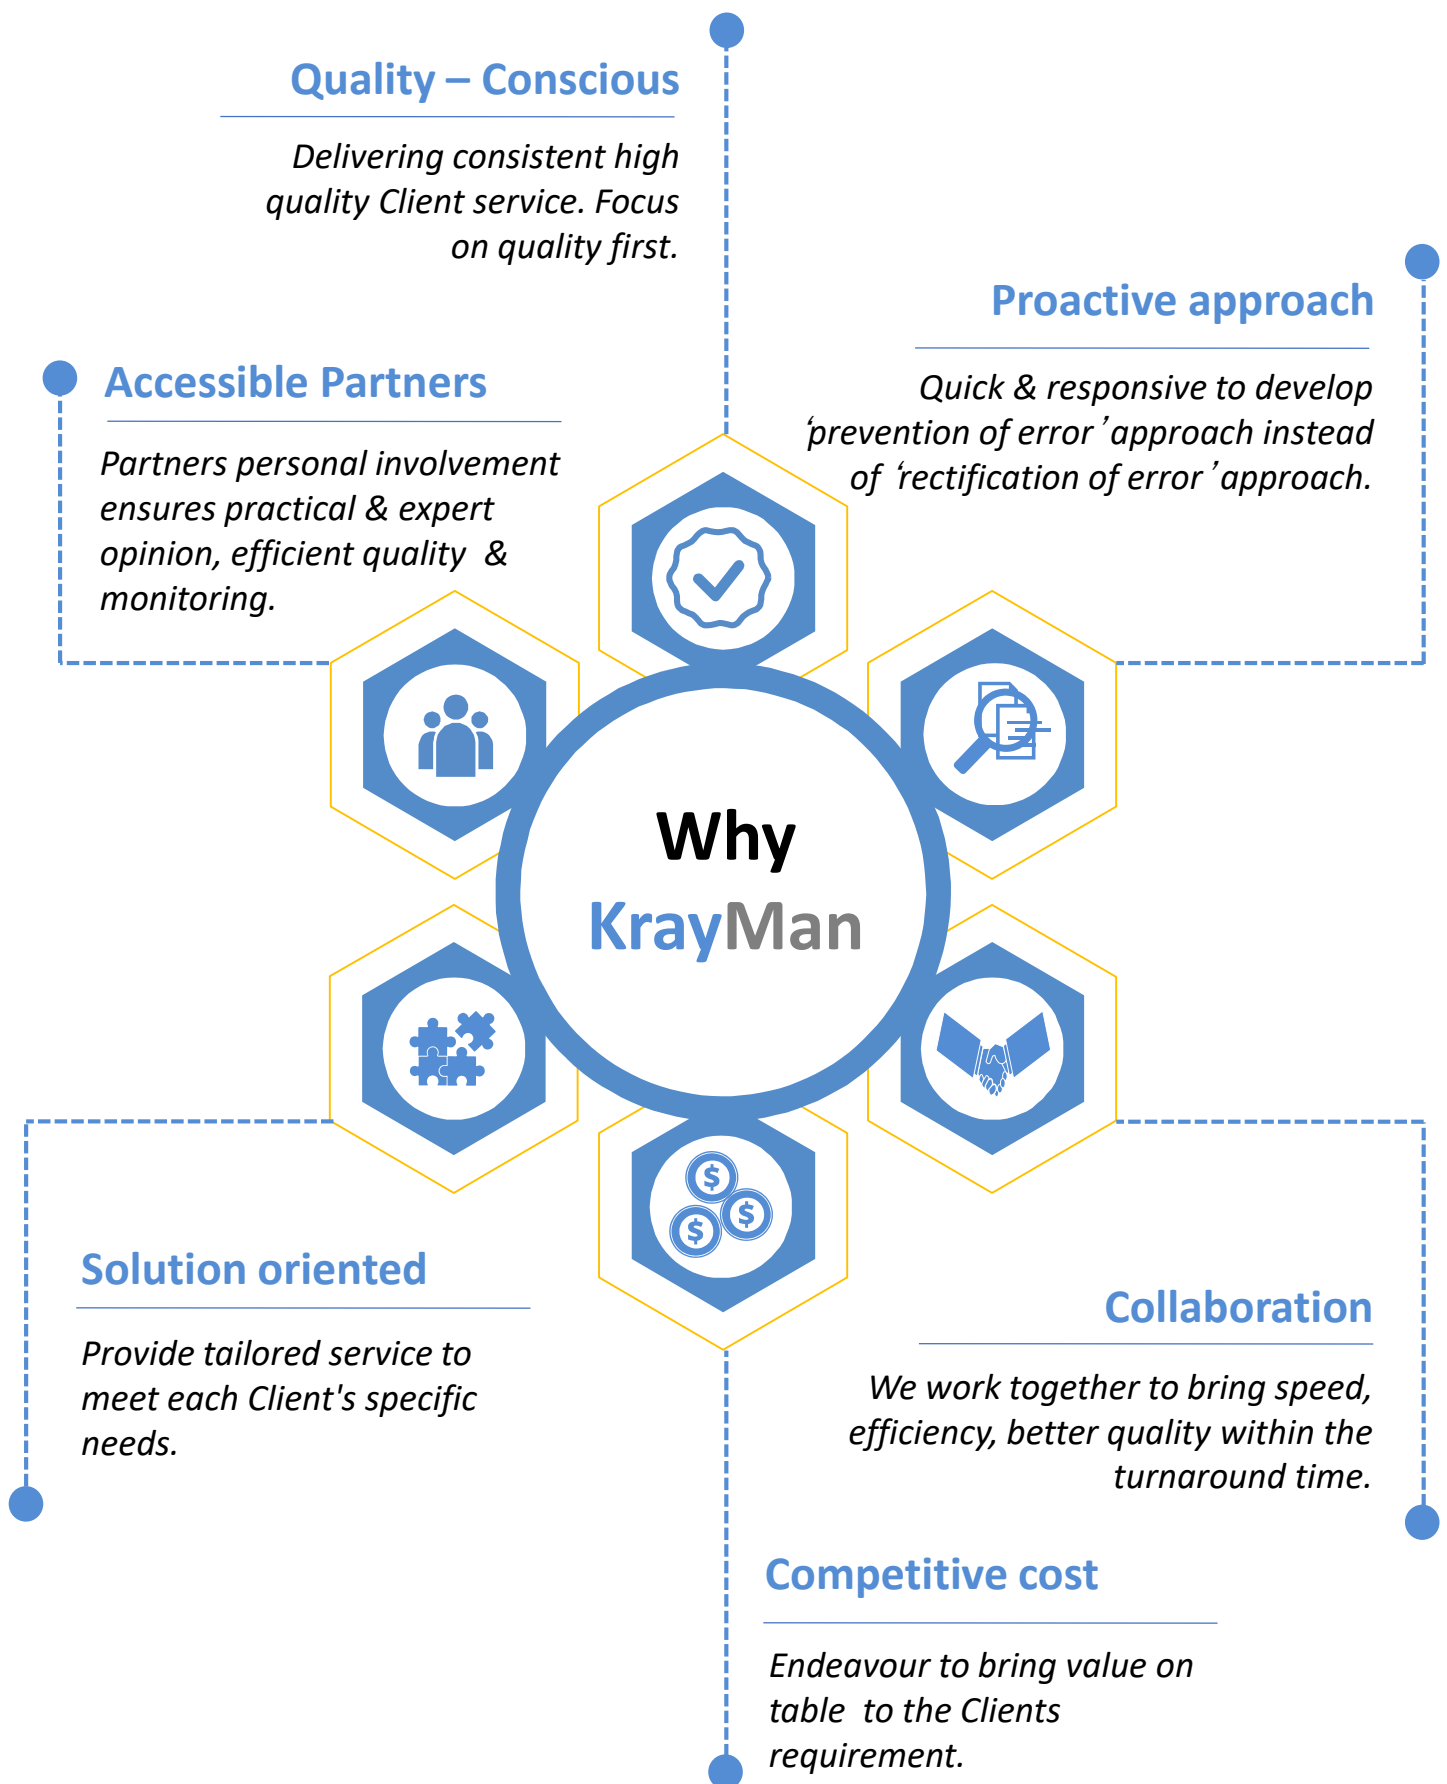 Quality – Conscious
Delivering consistent high
quality Client service. Focus
on quality first.
Proactive approach
Quick & responsive to develop
‘prevention of error’ approach instead
of ‘rectification of error’ approach.
Accessible Partners
Partners personal involvement
ensures practical & expert
opinion, efficient quality  &
monitoring.
Why
KrayMan
$
$
$
Solution oriented
Provide tailored service to
meet each Client's specific
needs.
Collaboration
We work together to bring speed,
efficiency, better quality within the
turnaround time.
Competitive cost
Endeavour to bring value on
table  to the Clients
requirement.